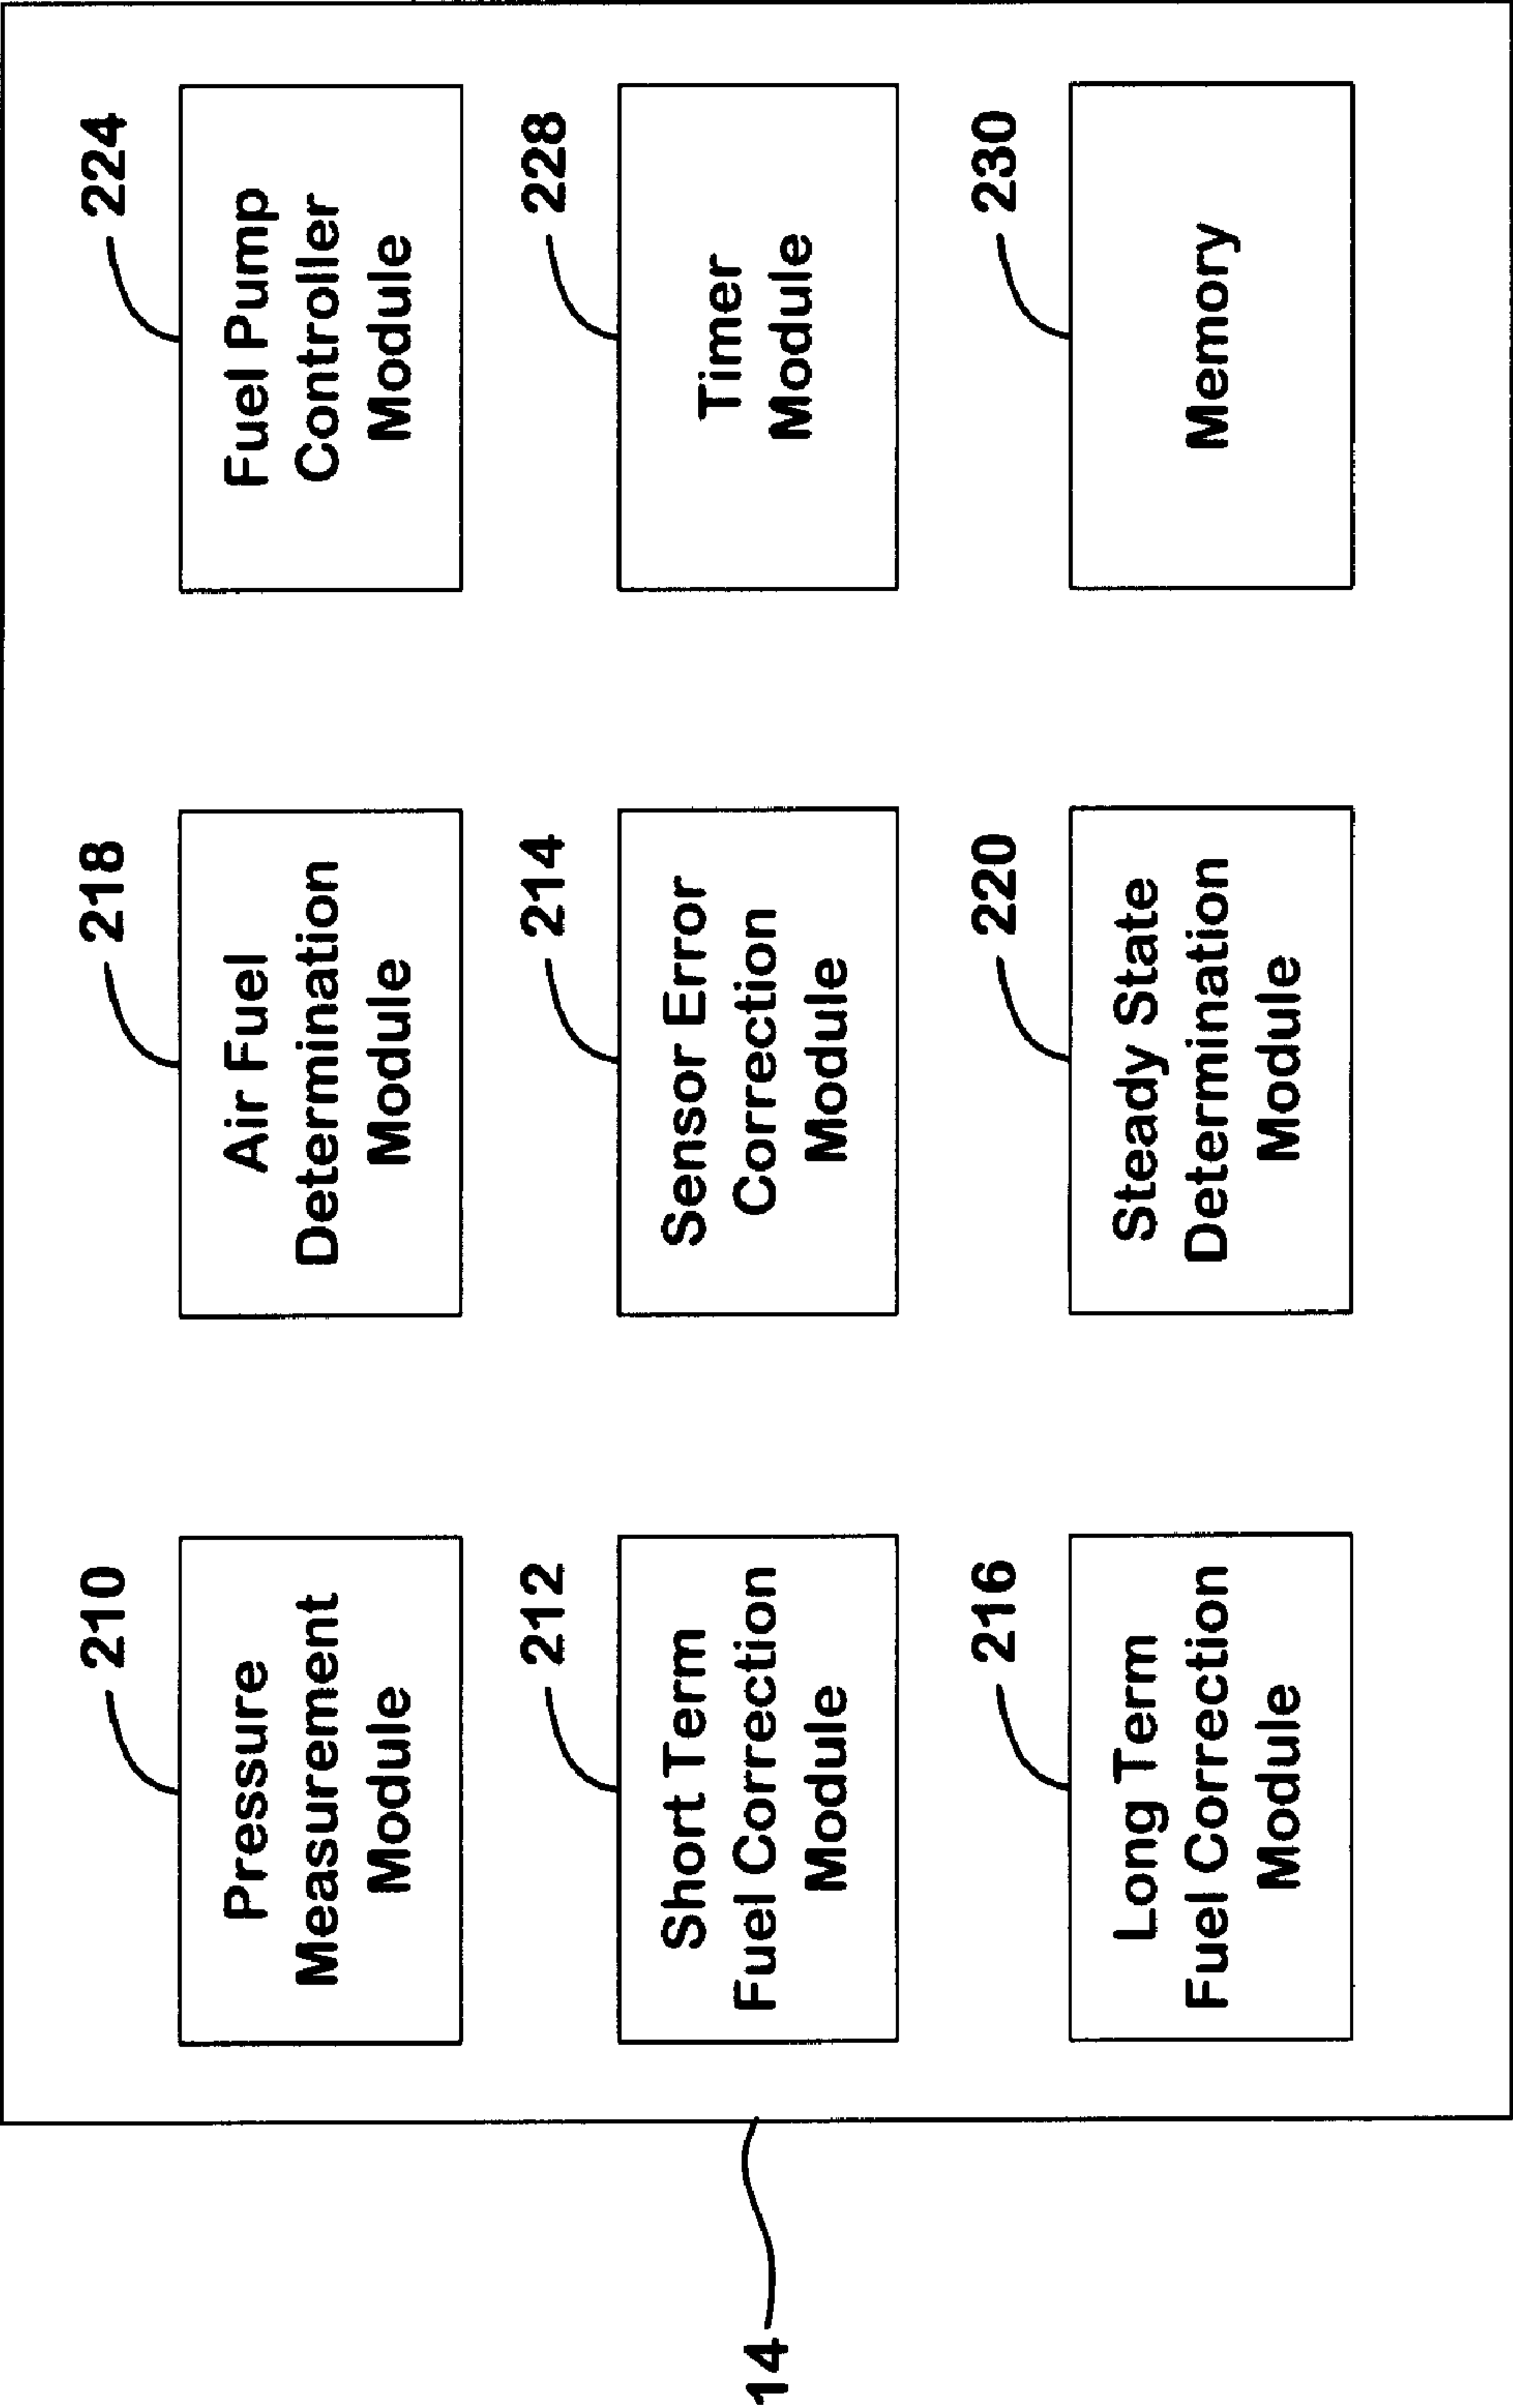 210
Pressure
Measurement
Module
218
Air Fuel
Determination
Module
224
Fuel Pump
Controller
Module
212
Short Term
Fuel Correction
Module
214
Sensor Error
Correction
Module
228
Timer
Module
216
Long Term
Fuel Correction
Module
220
Steady State
Determination
Module
230
Memory
14